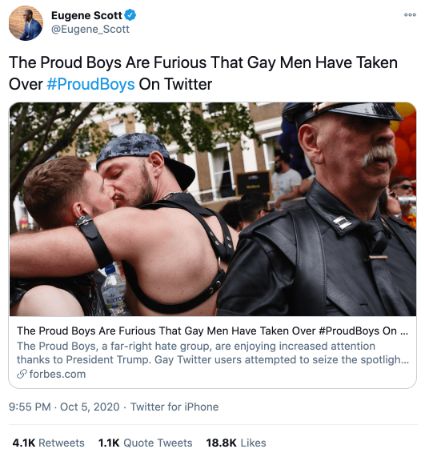 Eugene Scott
@Eugene_Scott
The Proud Boys Are Furious That Gay Men Have Taken
Over #ProudBoys On Twitter
The Proud Boys Are Furious That Gay Men Have Taken Over #ProudBoys On ...
The Proud Boys, a far-right hate group, are enjoying increased attention
thanks to President Trump. Gay Twitter users attempted to seize the spotligh...
forbes.com
9:55 PM · Oct 5, 2020 · Twitter for iPhone
4.1K Retweets 1.1K Quote Tweets 18.8K Likes